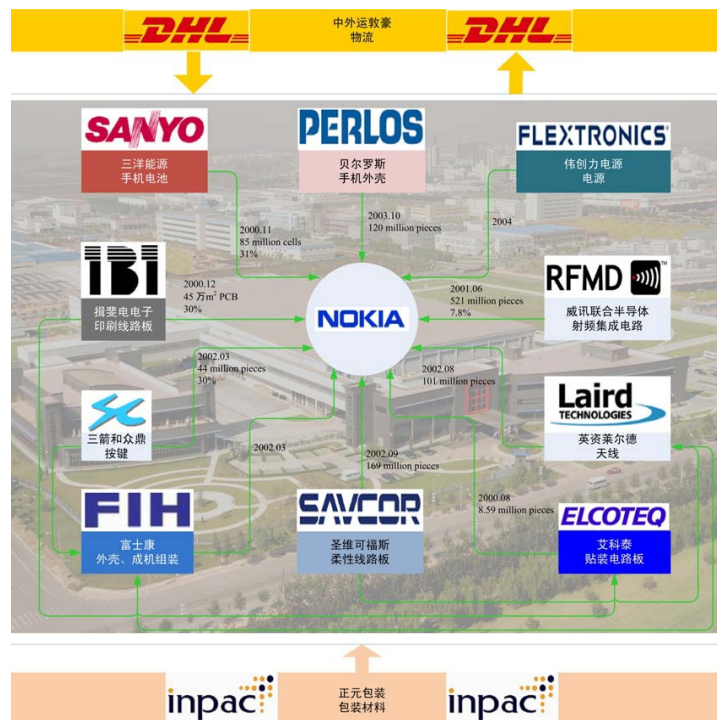 DHL
中外运敦豪
物流
DHL
SANYO
三洋能源
手机电池
PERLOS
贝尔罗斯
手机外壳
FLEXTRONICS
伟创力电源
电源
2000.11
85 million cells
31%
2003.10
120 million pieces
2004
IBI
揖斐电电子
印刷线路板
2000.12
45 万m² PCB
30%
NOKIA
2001.06
521 million pieces
7.8%
RFMD
TM
威讯联合半导体
射频集成电路
三箭和众鼎
按键
2002.03
44 million pieces
30%
2002.08
101 million pieces
Laird
TECHNOLOGIES
英资莱尔德
天线
2002.03
2002.09
169 million pieces
2000.08
8.59 million pieces
FIH
富士康
外壳、成机组装
SAVCOR
圣维可福斯
柔性线路板
ELCOTEQ
艾科泰
贴装电路板
inpac
正元包装
包装材料
inpac